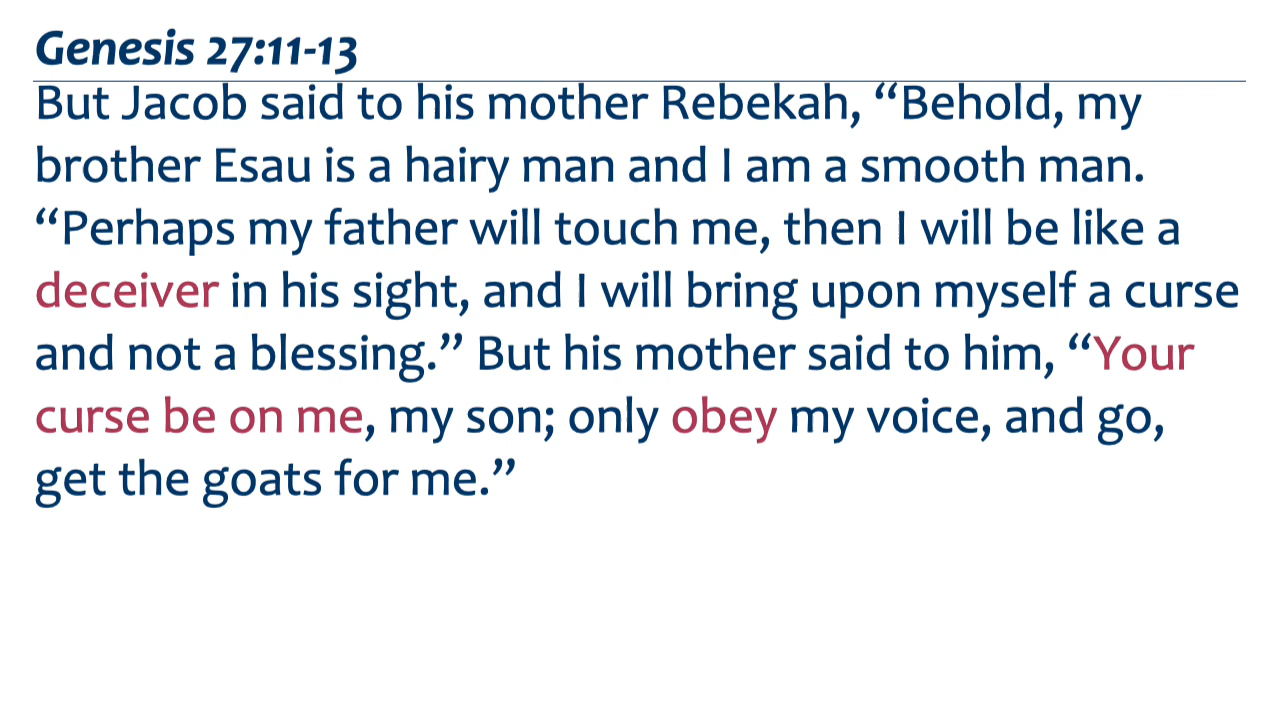 Genesis 27:11-13
But Jacob said to his mother Rebekah, “Behold, my
brother Esau is a hairy man and I am a smooth man.
“Perhaps my father will touch me, then I will be like a
deceiver in his sight, and I will bring upon myself a curse
and not a blessing.” But his mother said to him, “Your
curse be on me, my son; only obey my voice, and go,
get the goats for me.”